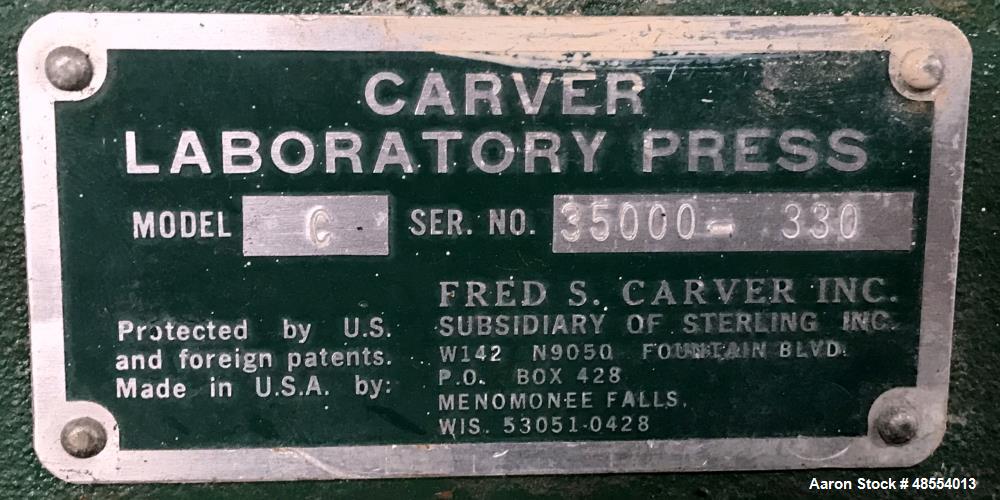 CARVER
LABORATORY PRESS
MODEL C SER. NO. 35000- 330
Protected by U.S.
and foreign patents.
Made in U.S.A. by:
FRED S. CARVER INC.
SUBSIDIARY OF STERLING INC.
W142 N9050 FOUNTAIN BLVD.
P.O. BOX 428
MENOMONEE FALLS,
WIS. 53051-0428
Aaron Stock # 48554013